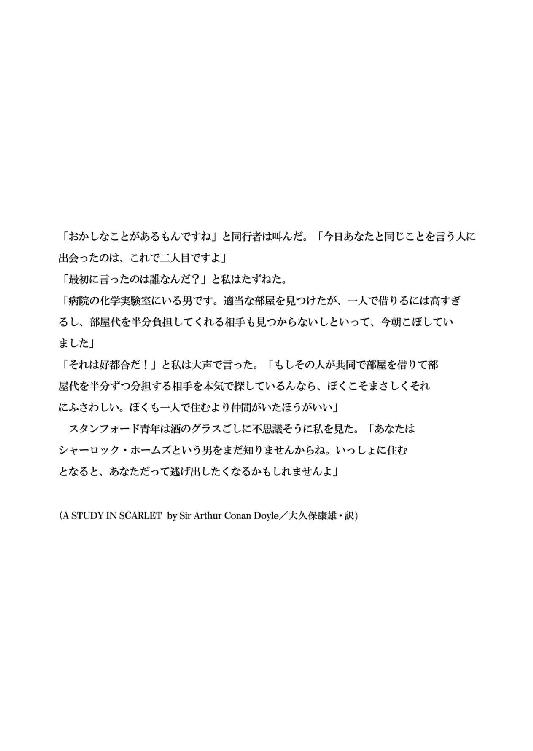 「おかしなことがあるもんですね」と同行者は叫んだ。「今日あなたと同じことを言う人に
出会ったのは、これで二人目ですよ」
「最初に言ったのは誰なんだ？」と私はたずねた。
「病院の化学実験室にいる男です。適当な部屋を見つけたが、一人で借りるには高すぎ
るし、部屋代を半分負担してくれる相手も見つからないしといって、今朝こぼしてい
ました」
「それは好都合だ！」と私は大声で言った。「もしその人が共同で部屋を借りて部
屋代を半分ずつ分担する相手を本気で探しているんなら、ぼくこそまさしくそれ
にふさわしい。ぼくも一人で住むより仲間がいたほうがいい」
　スタンフォード青年は酒のグラスごしに不思議そうに私を見た。「あなたは
シャーロック・ホームズという男をまだ知りませんからね。いっしょに住む
となると、あなただって逃げ出したくなるかもしれませんよ」
(A STUDY IN SCARLET by Sir Arthur Conan Doyle／大久保康雄・訳)